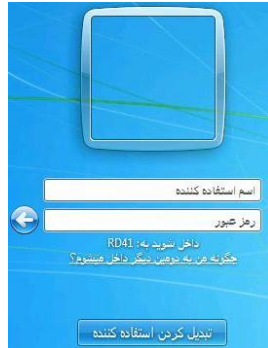 اسم استفاده کننده
رمز عبور
داخل شوید به: RD41
چگونه من به دومین دیگر داخل میشوم؟
تبدیل کردن استفاده کننده